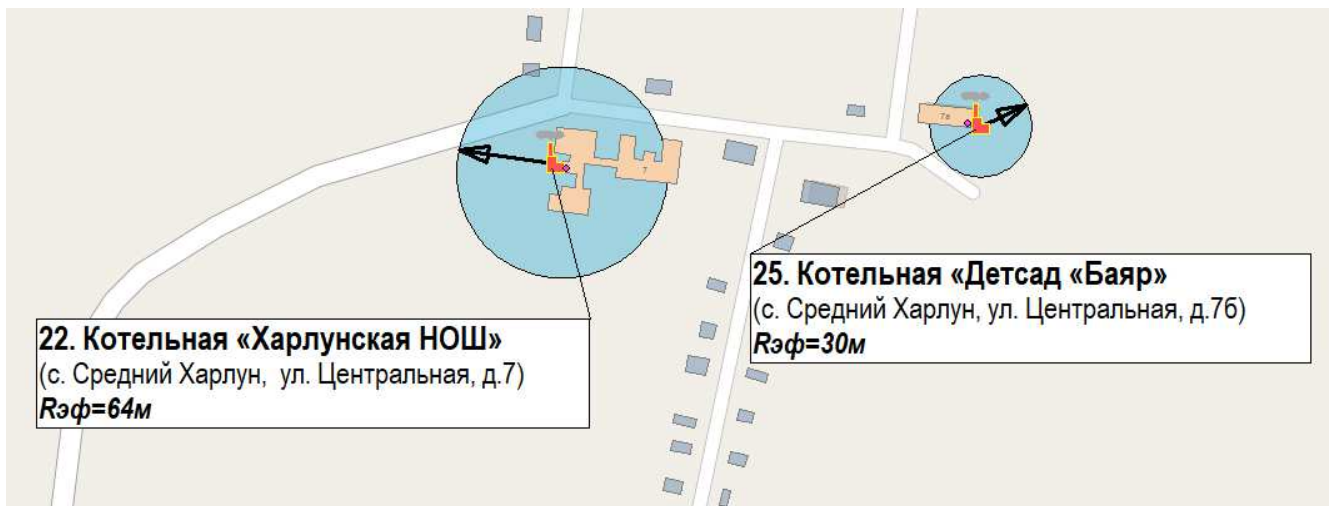 7в
7
25. Котельная «Детсад «Баяр»
(с. Средний Харлун, ул. Центральная, д.7б)
Rэф=30м
22. Котельная «Харлунская НОШ»
(с. Средний Харлун, ул. Центральная, д.7)
Rэф=64м